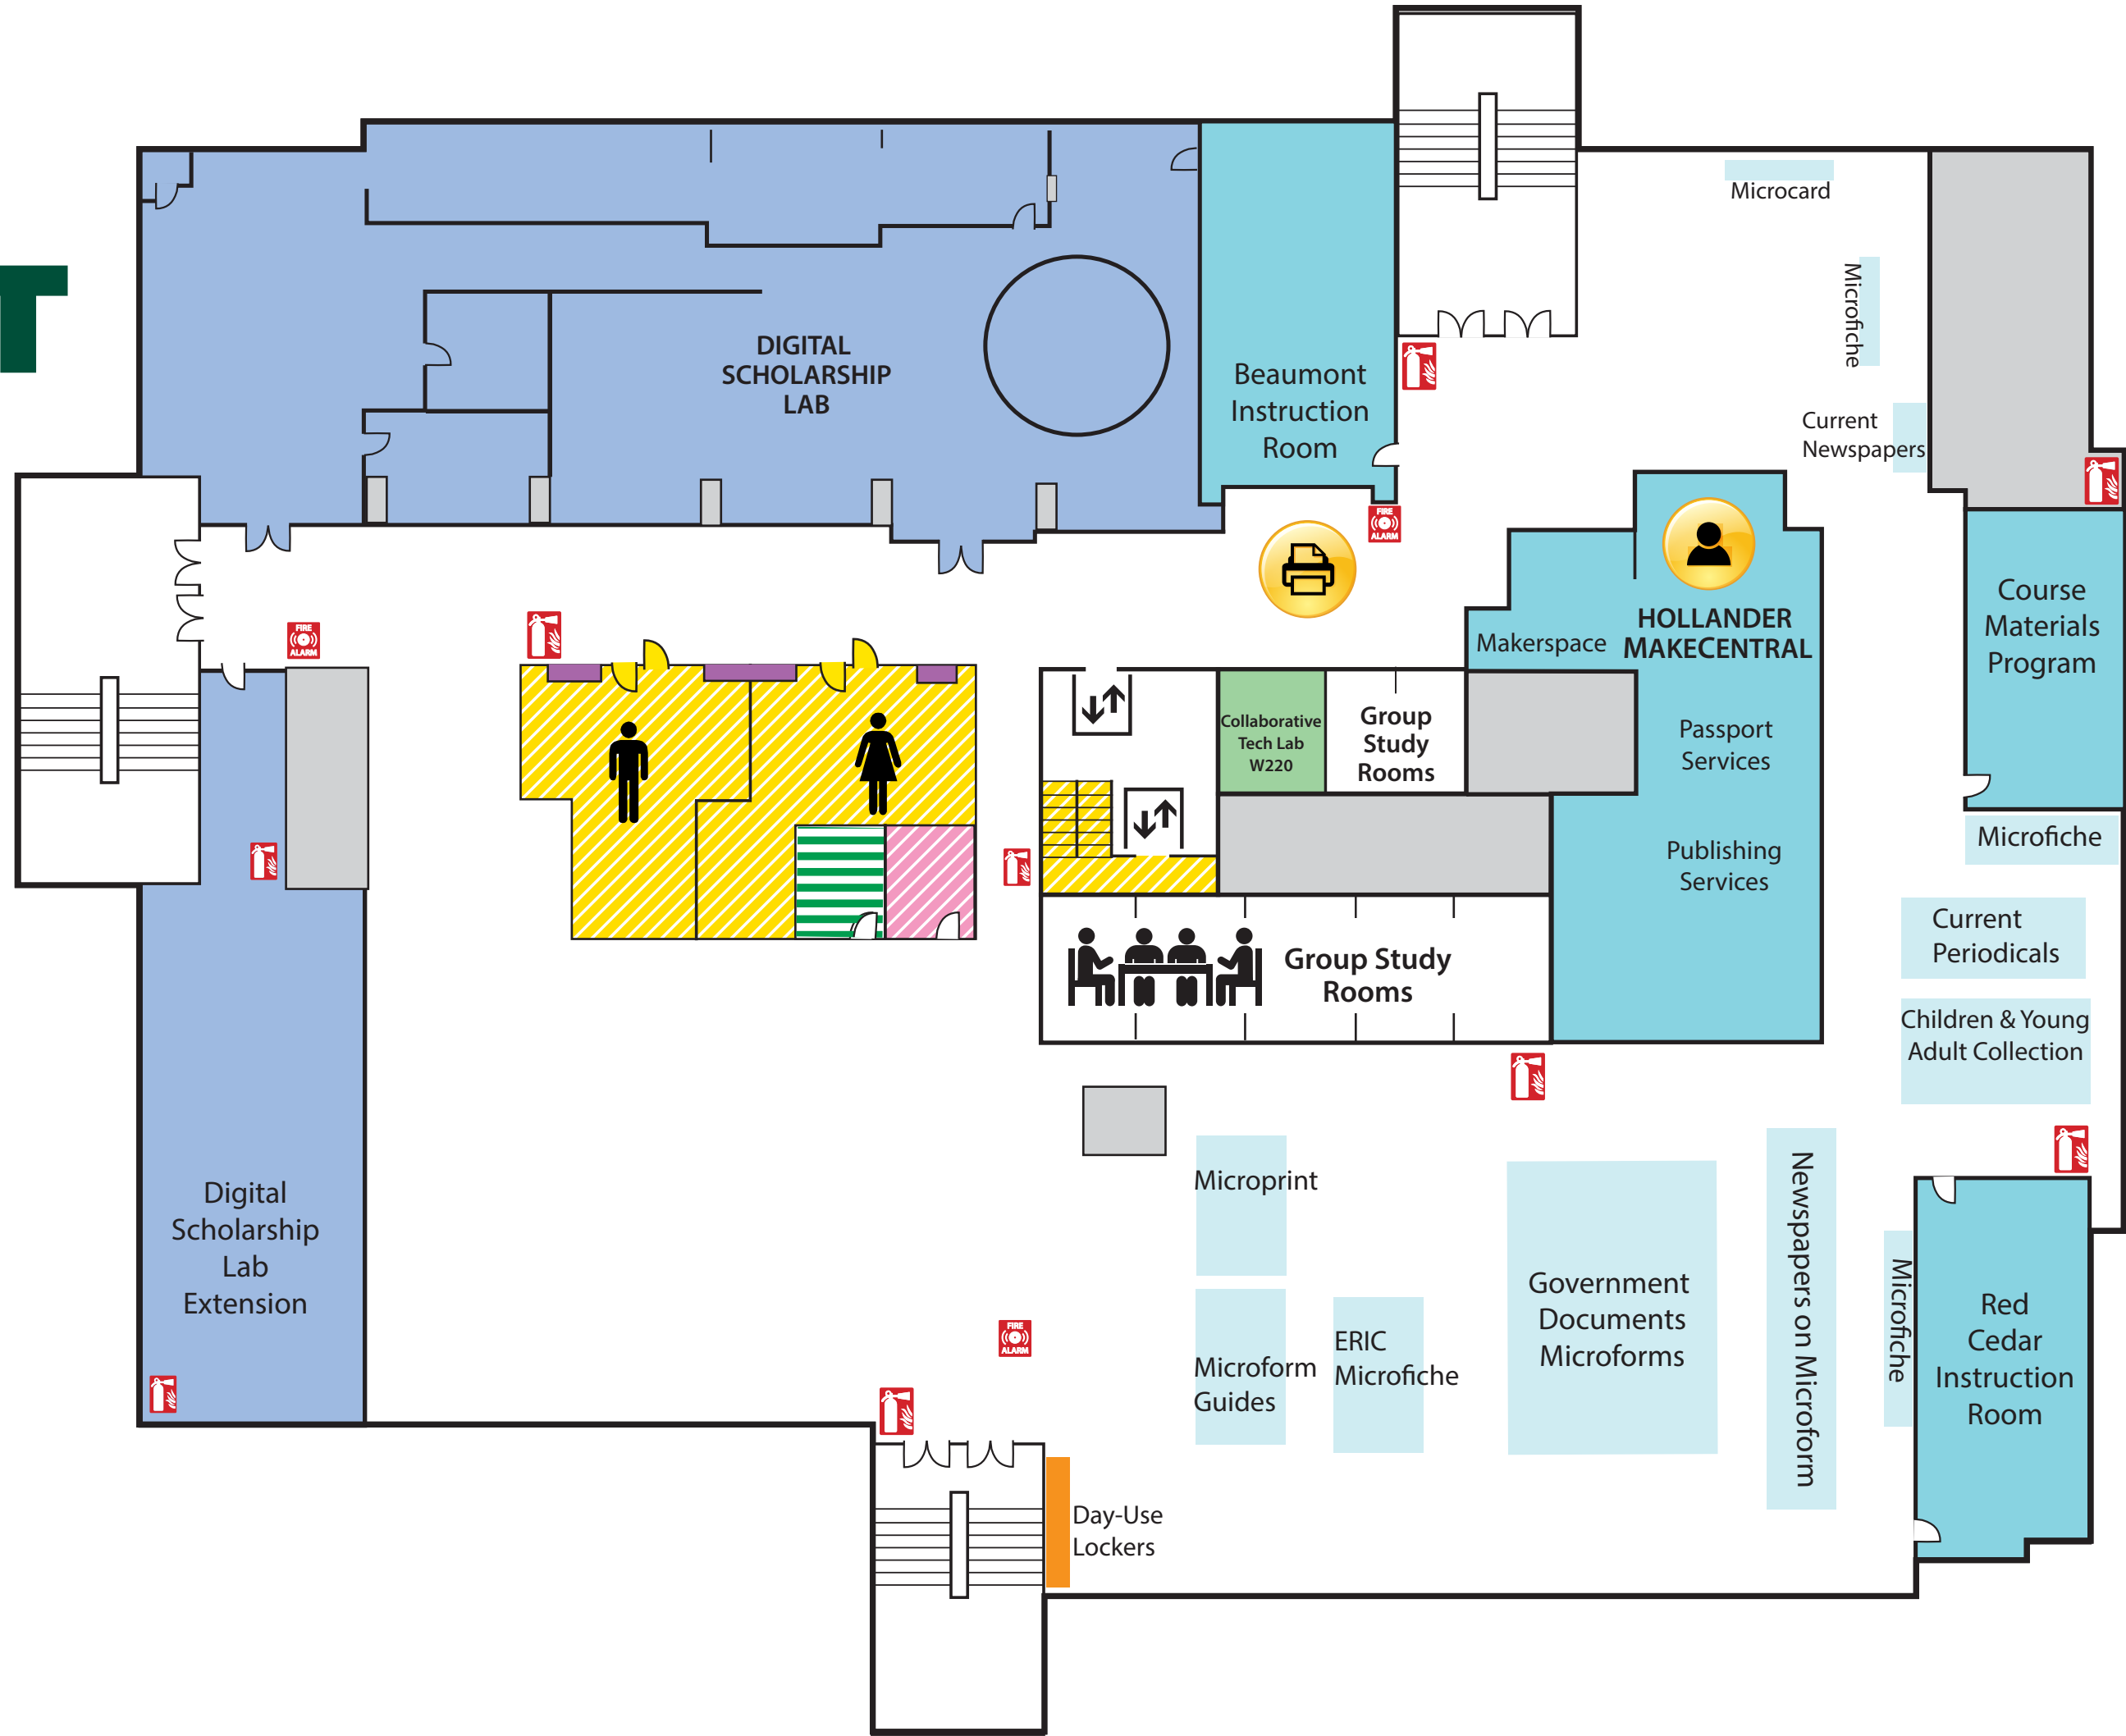 T
Microcard
Microfiche
DIGITAL
SCHOLARSHIP
LAB
Beaumont
Instruction
Room
Current
Newspapers
FIRE
ALARM
FIRE
ALARM
HOLLANDER
MAKECENTRAL
Makerspace
Course
Materials
Program
Collaborative
Tech Lab
W220
Group
Study
Rooms
Passport
Services
Publishing
Services
Microfiche
Current
Periodicals
Group Study
Rooms
Children & Young
Adult Collection
Digital
Scholarship
Lab
Extension
Microprint
Newspapers on Microform
Government
Documents
Microforms
Microfiche
Red
Cedar
Instruction
Room
FIRE
ALARM
Microform
Guides
ERIC
Microfiche
Day-Use
Lockers